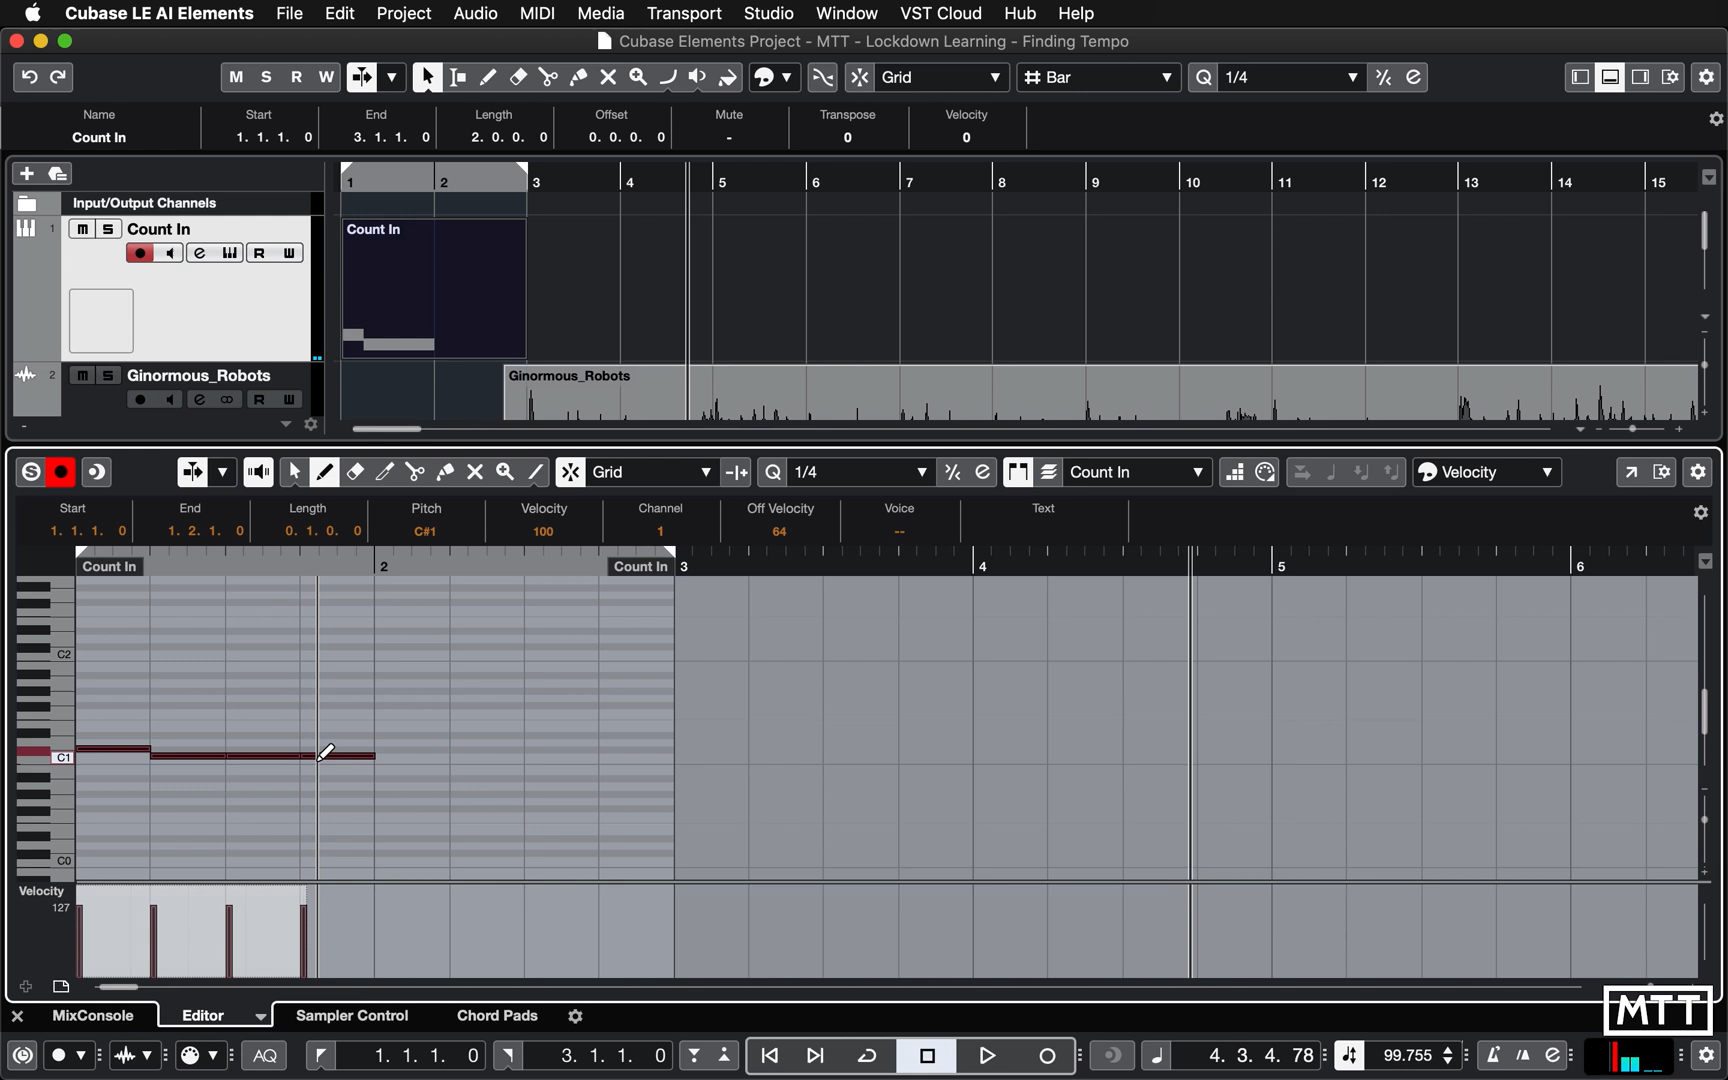 Cubase LE AI Elements File Edit Project Audio MIDI Media Transport Studio Window VST Cloud Hub Help
Cubase Elements Project - MTT - Lockdown Learning - Finding Tempo
M S R W Grid Bar Q 1/4
Name Start End Length Offset Mute Transpose Velocity
Count In 1. 1. 1. 0 3. 1. 1. 0 2. 0. 0. 0 0. 0. 0. 0 - 0 0
1 2 3 4 5 6 7 8 9 10 11 12 13 14 15
Input/Output Channels
1 M S Count In
Count In
R W
2 M S Ginormous_Robots
Ginormous_Robots
R W
S Grid Q 1/4 Count In Velocity
Start End Length Pitch Velocity Channel Off Velocity Voice Text
1. 1. 1. 0 1. 2. 1. 0 0. 1. 0. 0 C#1 100 1 64 --
Count In 2 Count In 3 4 5 6
C2
C1
C0
Velocity
127
MixConsole Editor Sampler Control Chord Pads
MTT
AQ 1. 1. 1. 0 3. 1. 1. 0 4. 3. 4. 78 99.755